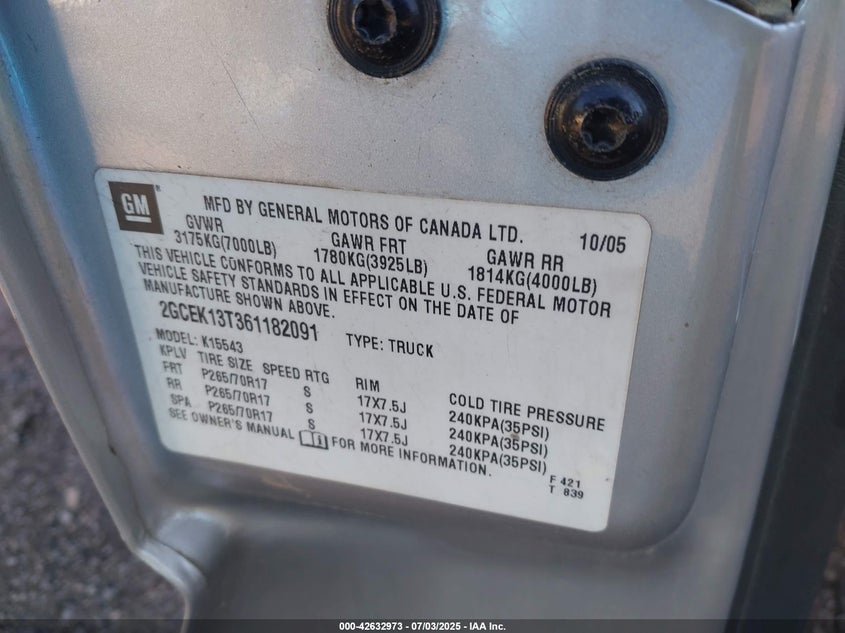 GM
®
MFD BY GENERAL MOTORS OF CANADA LTD. 10/05
GVWR GAWR FRT GAWR RR
3175KG(7000LB) 1780KG(3925LB) 1814KG(4000LB)
THIS VEHICLE CONFORMS TO ALL APPLICABLE U.S. FEDERAL MOTOR
VEHICLE SAFETY STANDARDS IN EFFECT ON THE DATE OF
MANUFACTURE SHOWN ABOVE.
2GCEK13T361182091 TYPE: TRUCK
MODEL: K15543
KPLV TIRE SIZE SPEED RTG RIM COLD TIRE PRESSURE
FRT P265/70R17 S 17X7.5J 240KPA(35PSI)
RR P265/70R17 S 17X7.5J 240KPA(35PSI)
SPA P265/70R17 S 17X7.5J 240KPA(35PSI)
SEE OWNER'S MANUAL i FOR MORE INFORMATION.
F 421
T 839
000-42632973 - 07/03/2025 - IAA Inc.